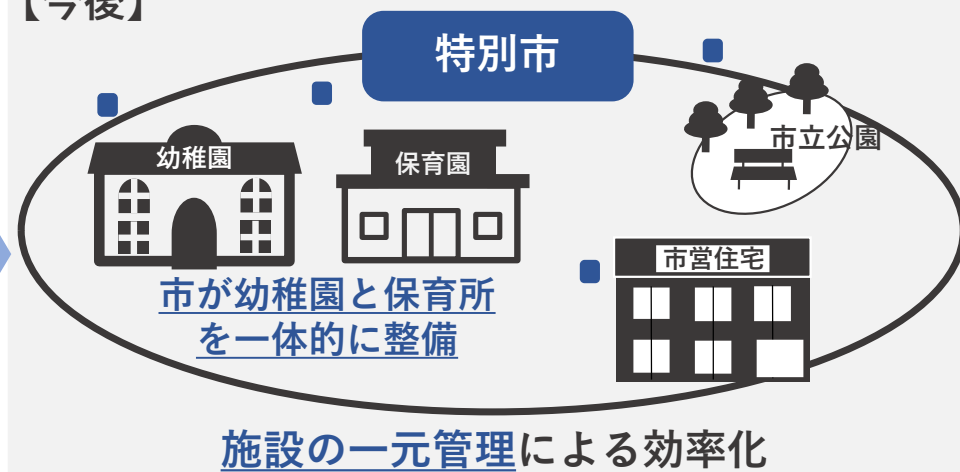 【今後】
特別市
幼稚園
保育園
市立公園
市営住宅
市が幼稚園と保育所
を一体的に整備
施設の一元管理による効率化